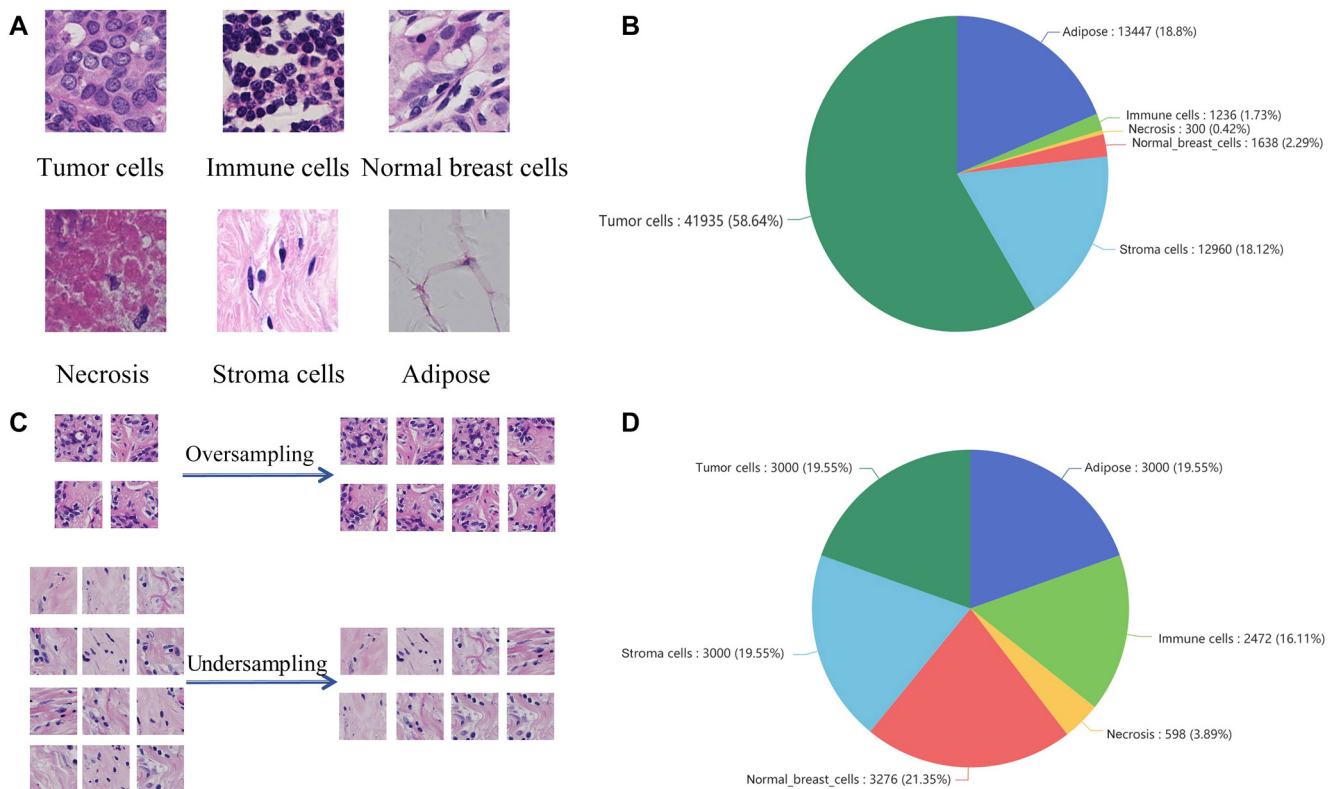 A
Tumor cells
Immune cells
Normal breast cells
Necrosis
Stroma cells
Adipose
B
Adipose : 13447 (18.8%)
Immune cells : 1236 (1.73%)
Necrosis : 300 (0.42%)
Normal_breast_cells : 1638 (2.29%)
Tumor cells : 41935 (58.64%)
Stroma cells : 12960 (18.12%)
C
Oversampling
Undersampling
D
Tumor cells : 3000 (19.55%)
Adipose : 3000 (19.55%)
Immune cells : 2472 (16.11%)
Stroma cells : 3000 (19.55%)
Necrosis : 598 (3.89%)
Normal_breast_cells : 3276 (21.35%)